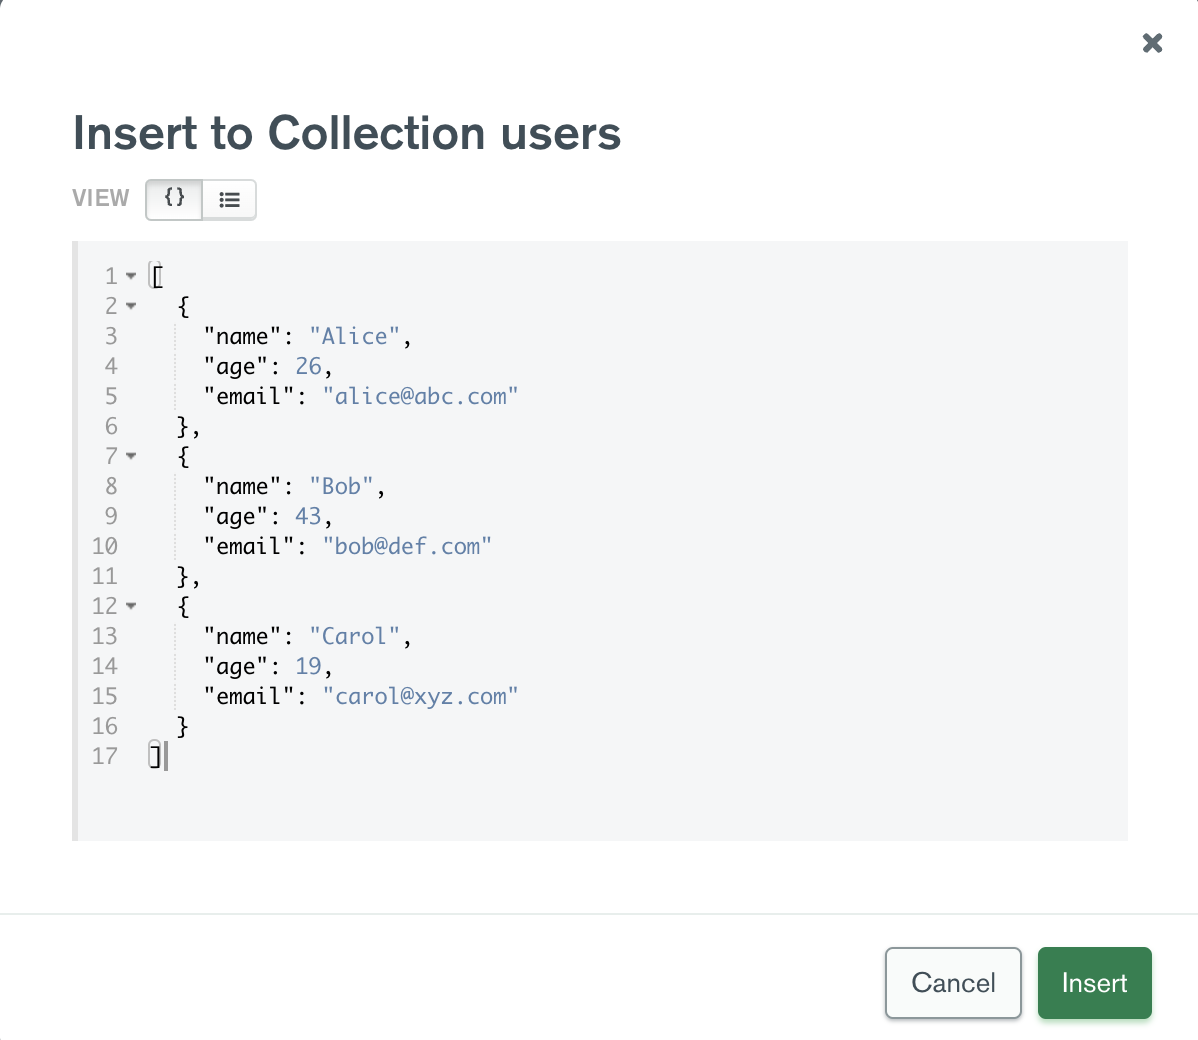 Insert to Collection users
VIEW {}
1 [
2 {
3 "name": "Alice",
4 "age": 26,
5 "email": "alice@abc.com"
6 },
7 {
8 "name": "Bob",
9 "age": 43,
10 "email": "bob@def.com"
11 },
12 {
13 "name": "Carol",
14 "age": 19,
15 "email": "carol@xyz.com"
16 }
17 ]
Cancel Insert